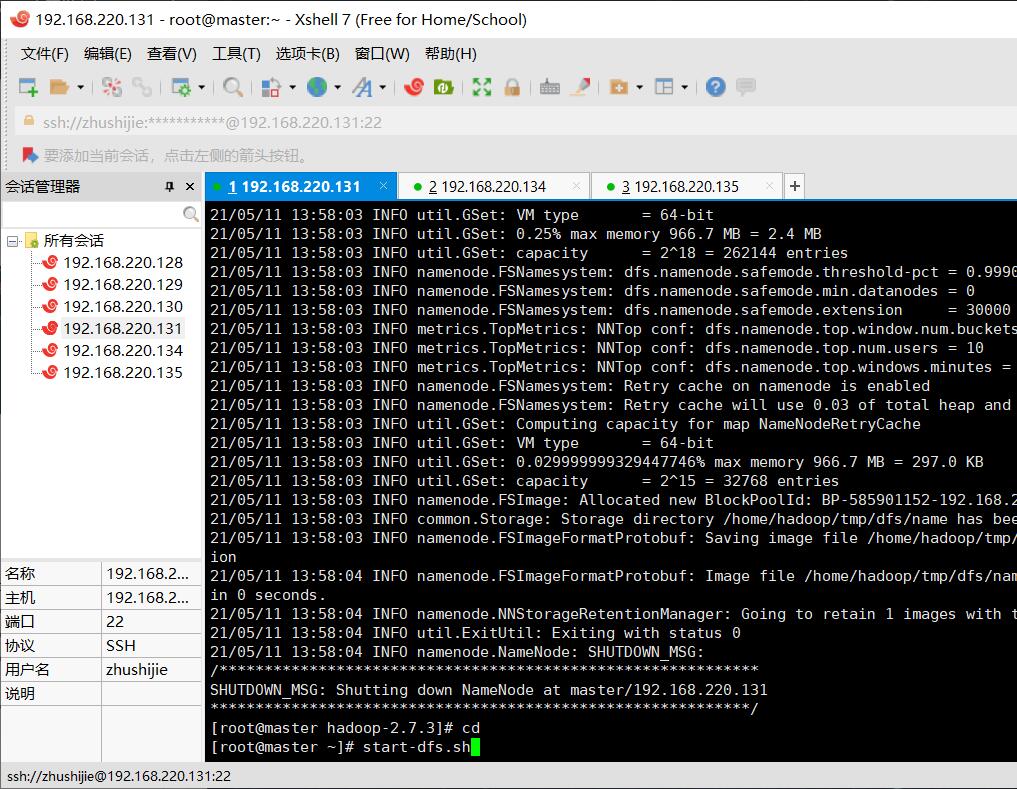 192.168.220.131 - root@master:~ - Xshell 7 (Free for Home/School)
文件(F) 编辑(E) 查看(V) 工具(T) 选项卡(B) 窗口(W) 帮助(H)
ssh://zhushijie:***********@192.168.220.131:22
要添加当前会话，点击左侧的箭头按钮。
会话管理器
1 192.168.220.131
2 192.168.220.134
3 192.168.220.135
所有会话
192.168.220.128
192.168.220.129
192.168.220.130
192.168.220.131
192.168.220.134
192.168.220.135
名称 192.168.2...
主机 192.168.2...
端口 22
协议 SSH
用户名 zhushijie
说明
21/05/11 13:58:03 INFO util.GSet: VM type       = 64-bit
21/05/11 13:58:03 INFO util.GSet: 0.25% max memory 966.7 MB = 2.4 MB
21/05/11 13:58:03 INFO util.GSet: capacity      = 2^18 = 262144 entries
21/05/11 13:58:03 INFO namenode.FSNamesystem: dfs.namenode.safemode.threshold-pct = 0.9990
21/05/11 13:58:03 INFO namenode.FSNamesystem: dfs.namenode.safemode.min.datanodes = 0
21/05/11 13:58:03 INFO namenode.FSNamesystem: dfs.namenode.safemode.extension     = 30000
21/05/11 13:58:03 INFO metrics.TopMetrics: NNTop conf: dfs.namenode.top.window.num.buckets
21/05/11 13:58:03 INFO metrics.TopMetrics: NNTop conf: dfs.namenode.top.num.users = 10
21/05/11 13:58:03 INFO metrics.TopMetrics: NNTop conf: dfs.namenode.top.windows.minutes =
21/05/11 13:58:03 INFO namenode.FSNamesystem: Retry cache on namenode is enabled
21/05/11 13:58:03 INFO namenode.FSNamesystem: Retry cache will use 0.03 of total heap and
21/05/11 13:58:03 INFO util.GSet: Computing capacity for map NameNodeRetryCache
21/05/11 13:58:03 INFO util.GSet: VM type       = 64-bit
21/05/11 13:58:03 INFO util.GSet: 0.029999999329447746% max memory 966.7 MB = 297.0 KB
21/05/11 13:58:03 INFO util.GSet: capacity      = 2^15 = 32768 entries
21/05/11 13:58:03 INFO namenode.FSImage: Allocated new BlockPoolId: BP-585901152-192.168.2
21/05/11 13:58:03 INFO common.Storage: Storage directory /home/hadoop/tmp/dfs/name has bee
21/05/11 13:58:03 INFO namenode.FSImageFormatProtobuf: Saving image file /home/hadoop/tmp/
ion
21/05/11 13:58:04 INFO namenode.FSImageFormatProtobuf: Image file /home/hadoop/tmp/dfs/nam
in 0 seconds.
21/05/11 13:58:04 INFO namenode.NNStorageRetentionManager: Going to retain 1 images with t
21/05/11 13:58:04 INFO util.ExitUtil: Exiting with status 0
21/05/11 13:58:04 INFO namenode.NameNode: SHUTDOWN_MSG:
/************************************************************
SHUTDOWN_MSG: Shutting down NameNode at master/192.168.220.131
************************************************************/
[root@master hadoop-2.7.3]# cd
[root@master ~]# start-dfs.sh
ssh://zhushijie@192.168.220.131:22